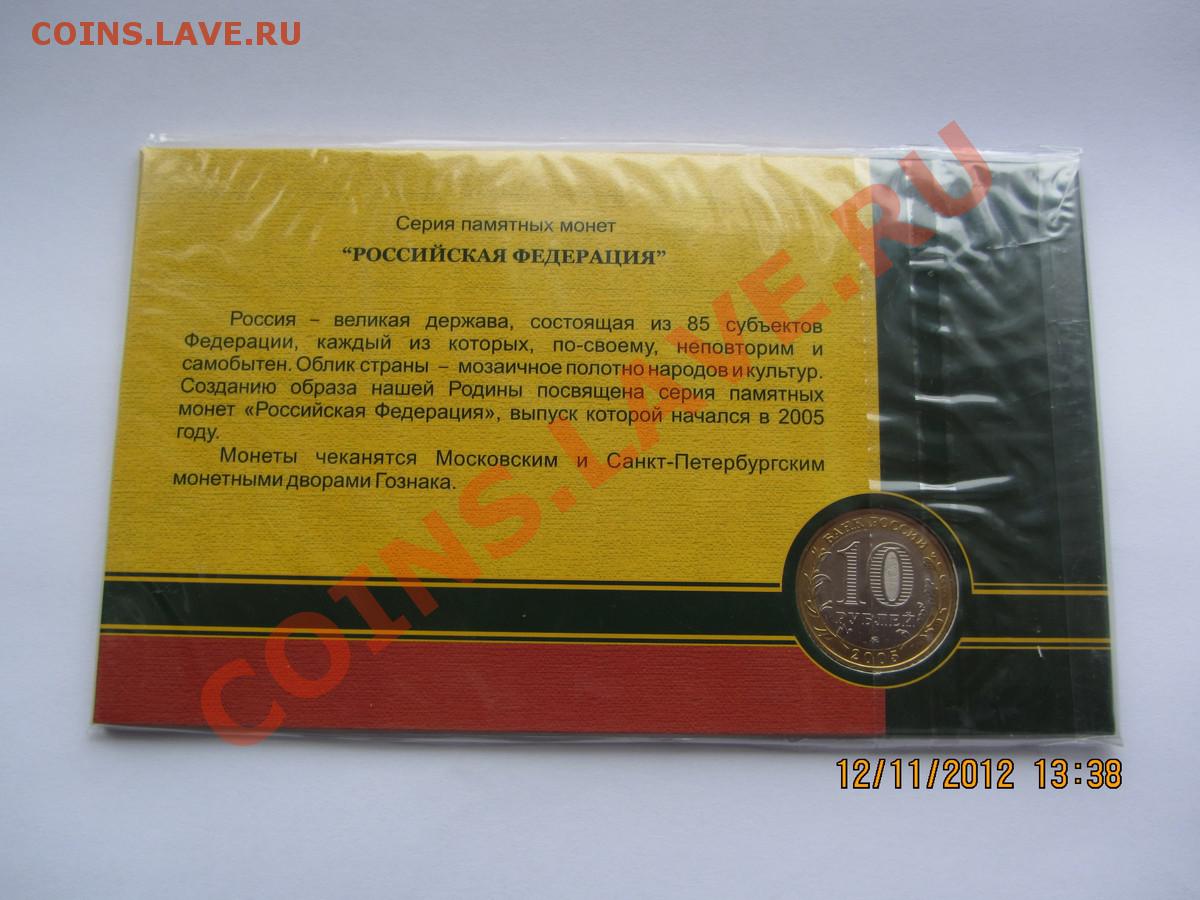 COINS.LAVE.RU
Серия памятных монет
“РОССИЙСКАЯ ФЕДЕРАЦИЯ”
Россия – великая держава, состоящая из 85 субъектов
Федерации, каждый из которых, по-своему, неповторим и
самобытен. Облик страны – мозаичное полотно народов и культур.
Созданию образа нашей Родины посвящена серия памятных
монет «Российская Федерация», выпуск которой начался в 2005
году.
Монеты чеканятся Московским и Санкт-Петербургским
монетными дворами Гознака.
БАНК РОССИИ
10
РУБЛЕЙ
2005
COINS.LAVE.RU
12/11/2012 13:38